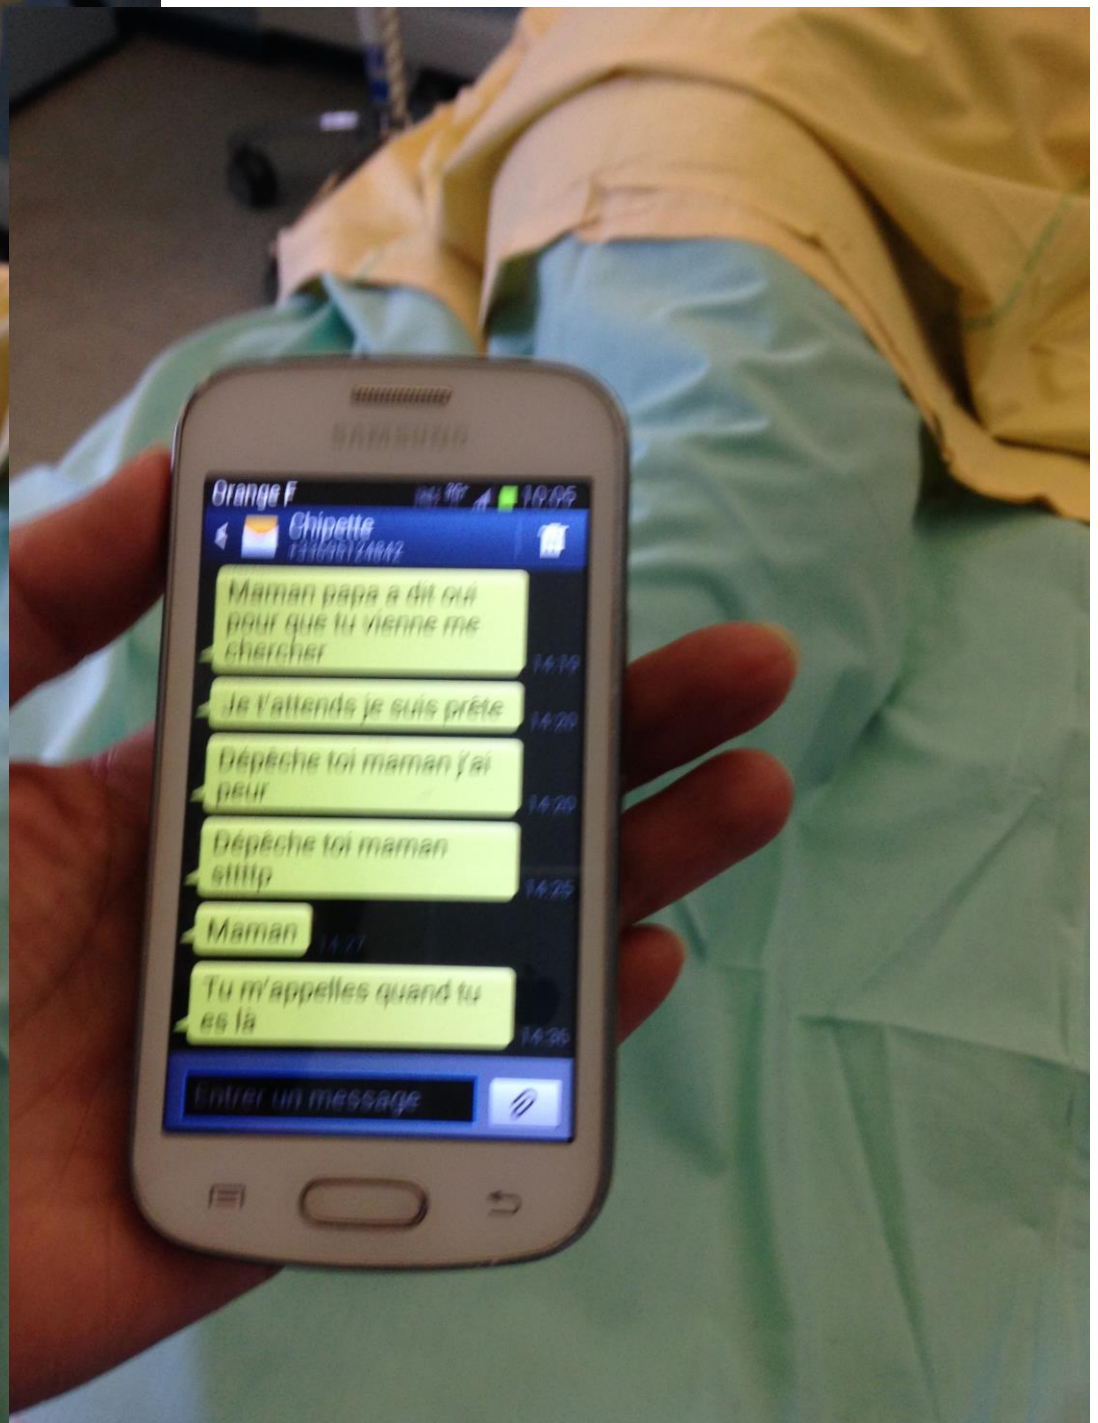 SAMSUNG
Orange F
10:05
Chipette
Maman papa a dit oui
pour que tu vienne me
chercher
14:19
Je t'attends je suis prête
14:20
Dépêche toi maman j'ai
peur
14:20
Dépêche toi maman
stttp
14:25
Maman
14:27
Tu m'appelles quand tu
es là
14:36
Entrer un message